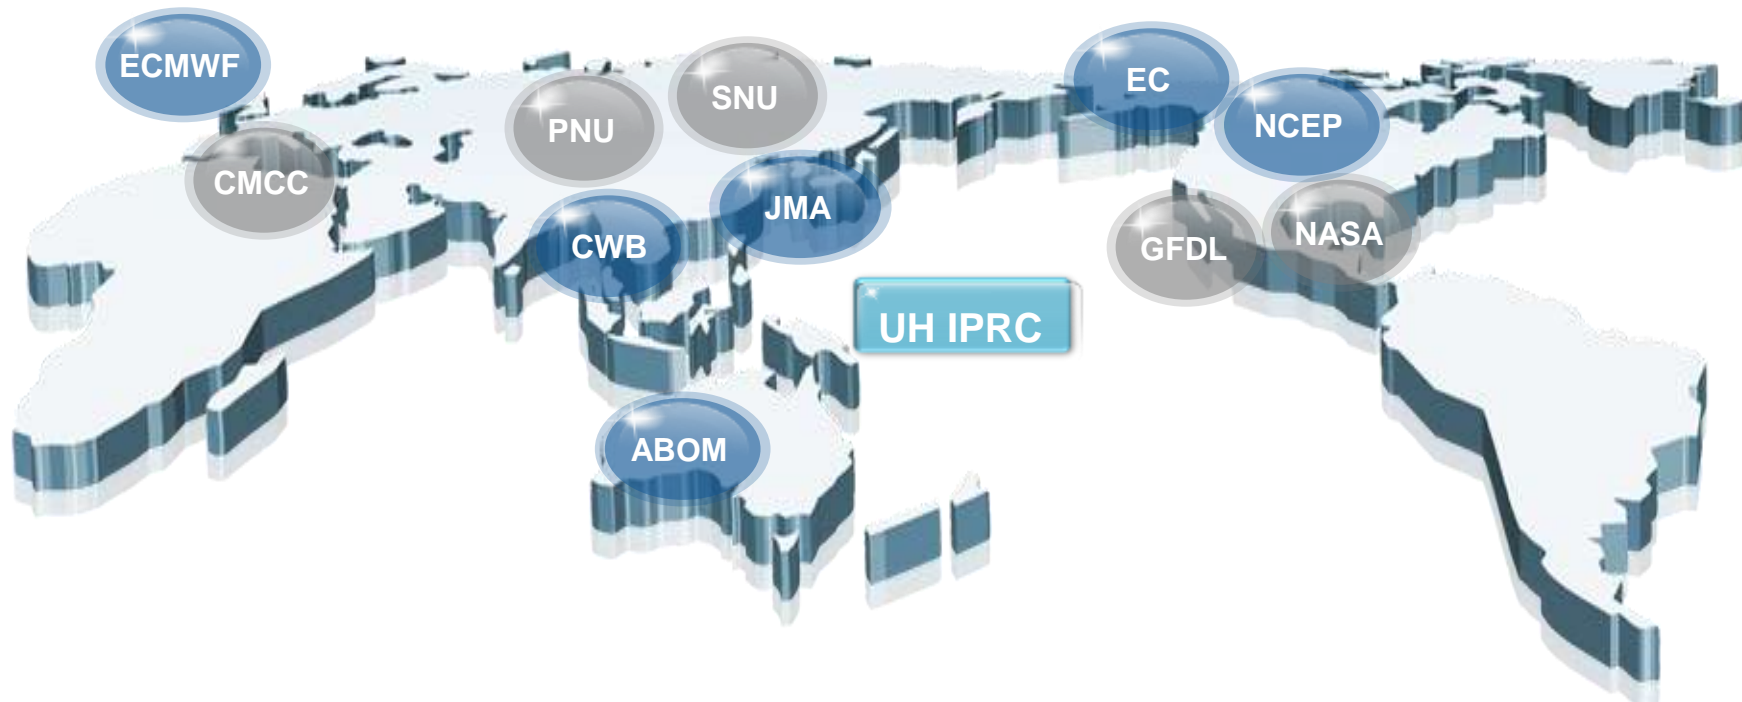 ECMWF
EC
SNU
NCEP
PNU
CMCC
JMA
NASA
CWB
GFDL
UH IPRC
ABOM